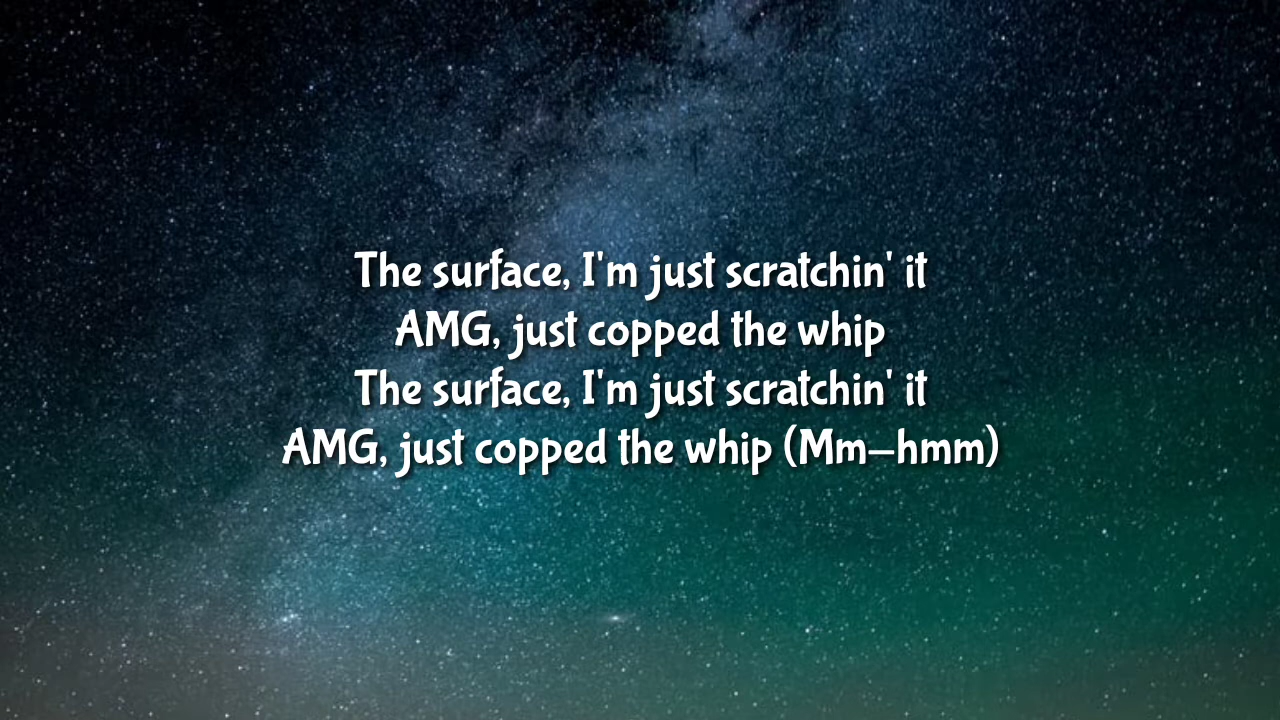 The surface, I'm just scratchin' it
AMG, just copped the whip
The surface, I'm just scratchin' it
AMG, just copped the whip (Mm–hmm)